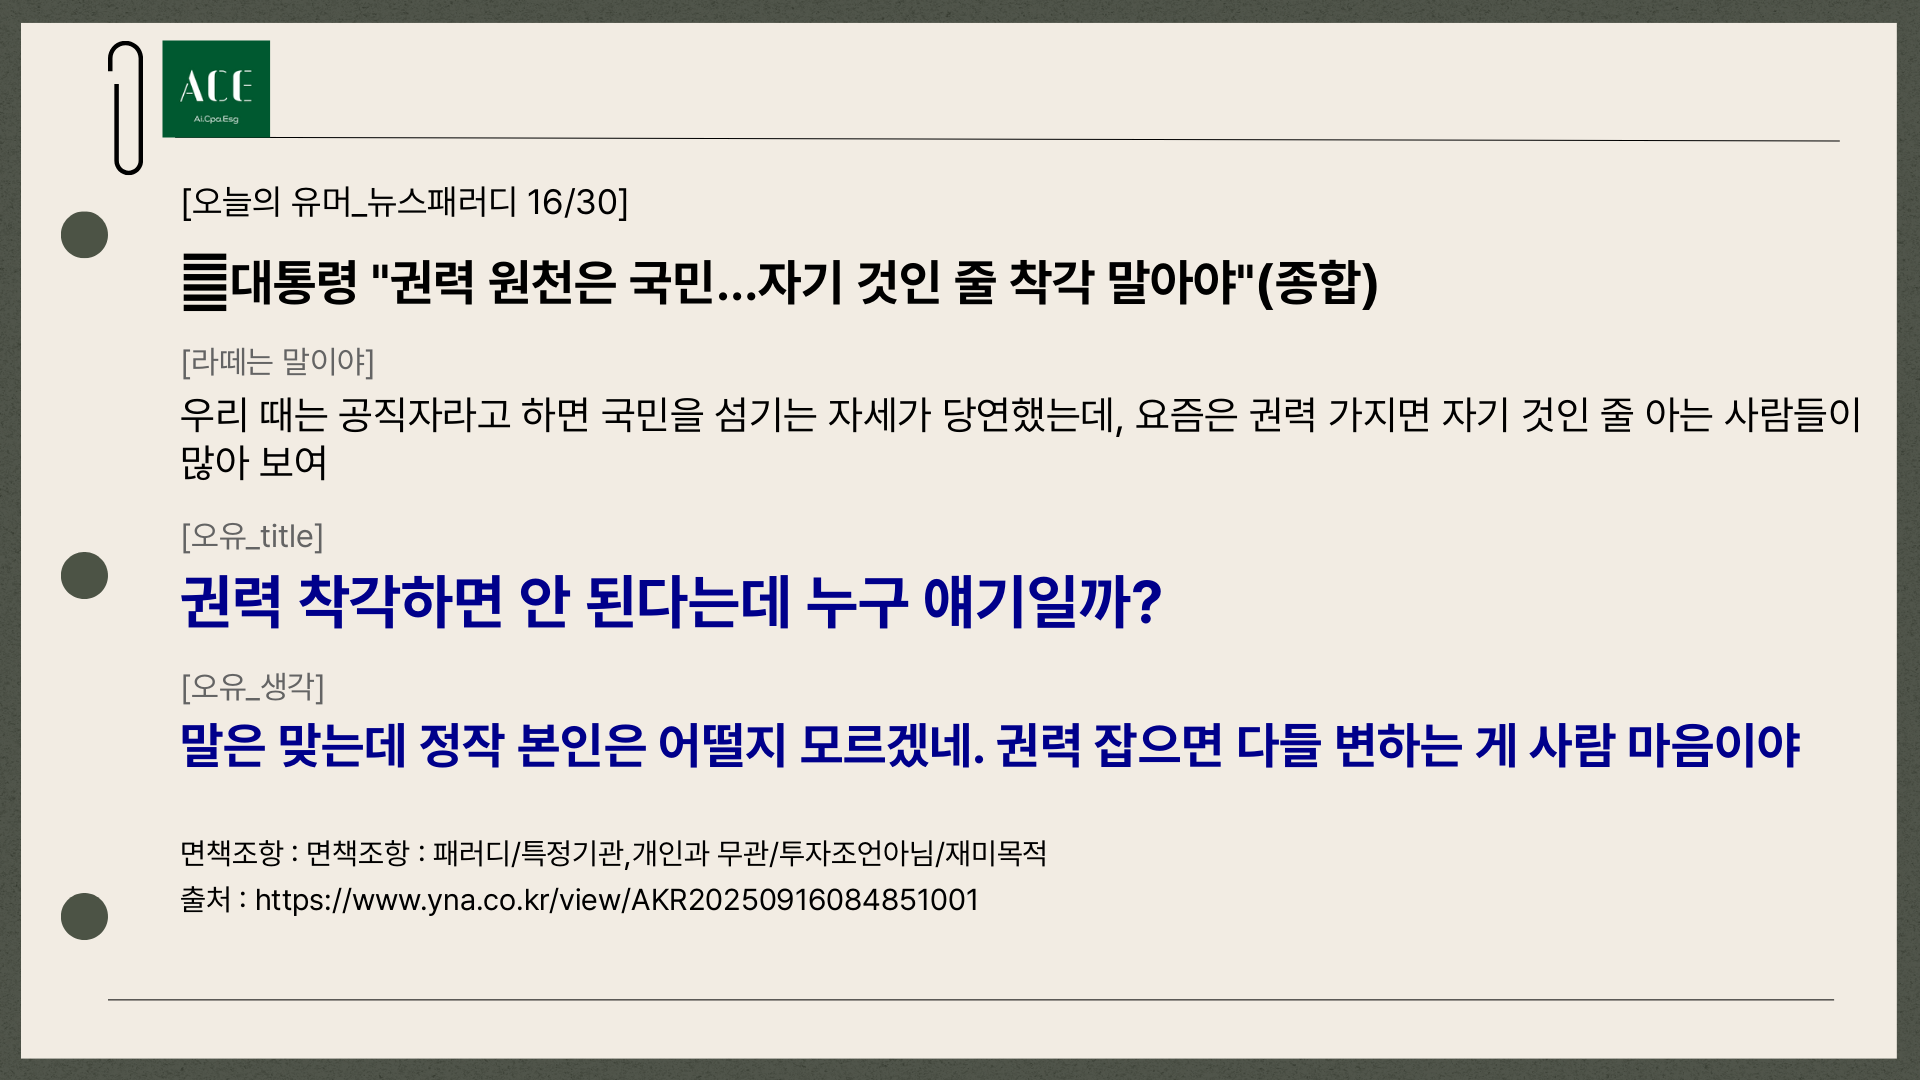 ACE
Ai.Cpa.Esg
[오늘의 유머_뉴스패러디 16/30]
䷀대통령 "권력 원천은 국민...자기 것인 줄 착각 말아야"(종합)
[라떼는 말이야]
우리 때는 공직자라고 하면 국민을 섬기는 자세가 당연했는데, 요즘은 권력 가지면 자기 것인 줄 아는 사람들이
많아 보여
[오유_title]
권력 착각하면 안 된다는데 누구 얘기일까?
[오유_생각]
말은 맞는데 정작 본인은 어떨지 모르겠네. 권력 잡으면 다들 변하는 게 사람 마음이야
면책조항 : 면책조항 : 패러디/특정기관,개인과 무관/투자조언아님/재미목적
출처 : https://www.yna.co.kr/view/AKR20250916084851001